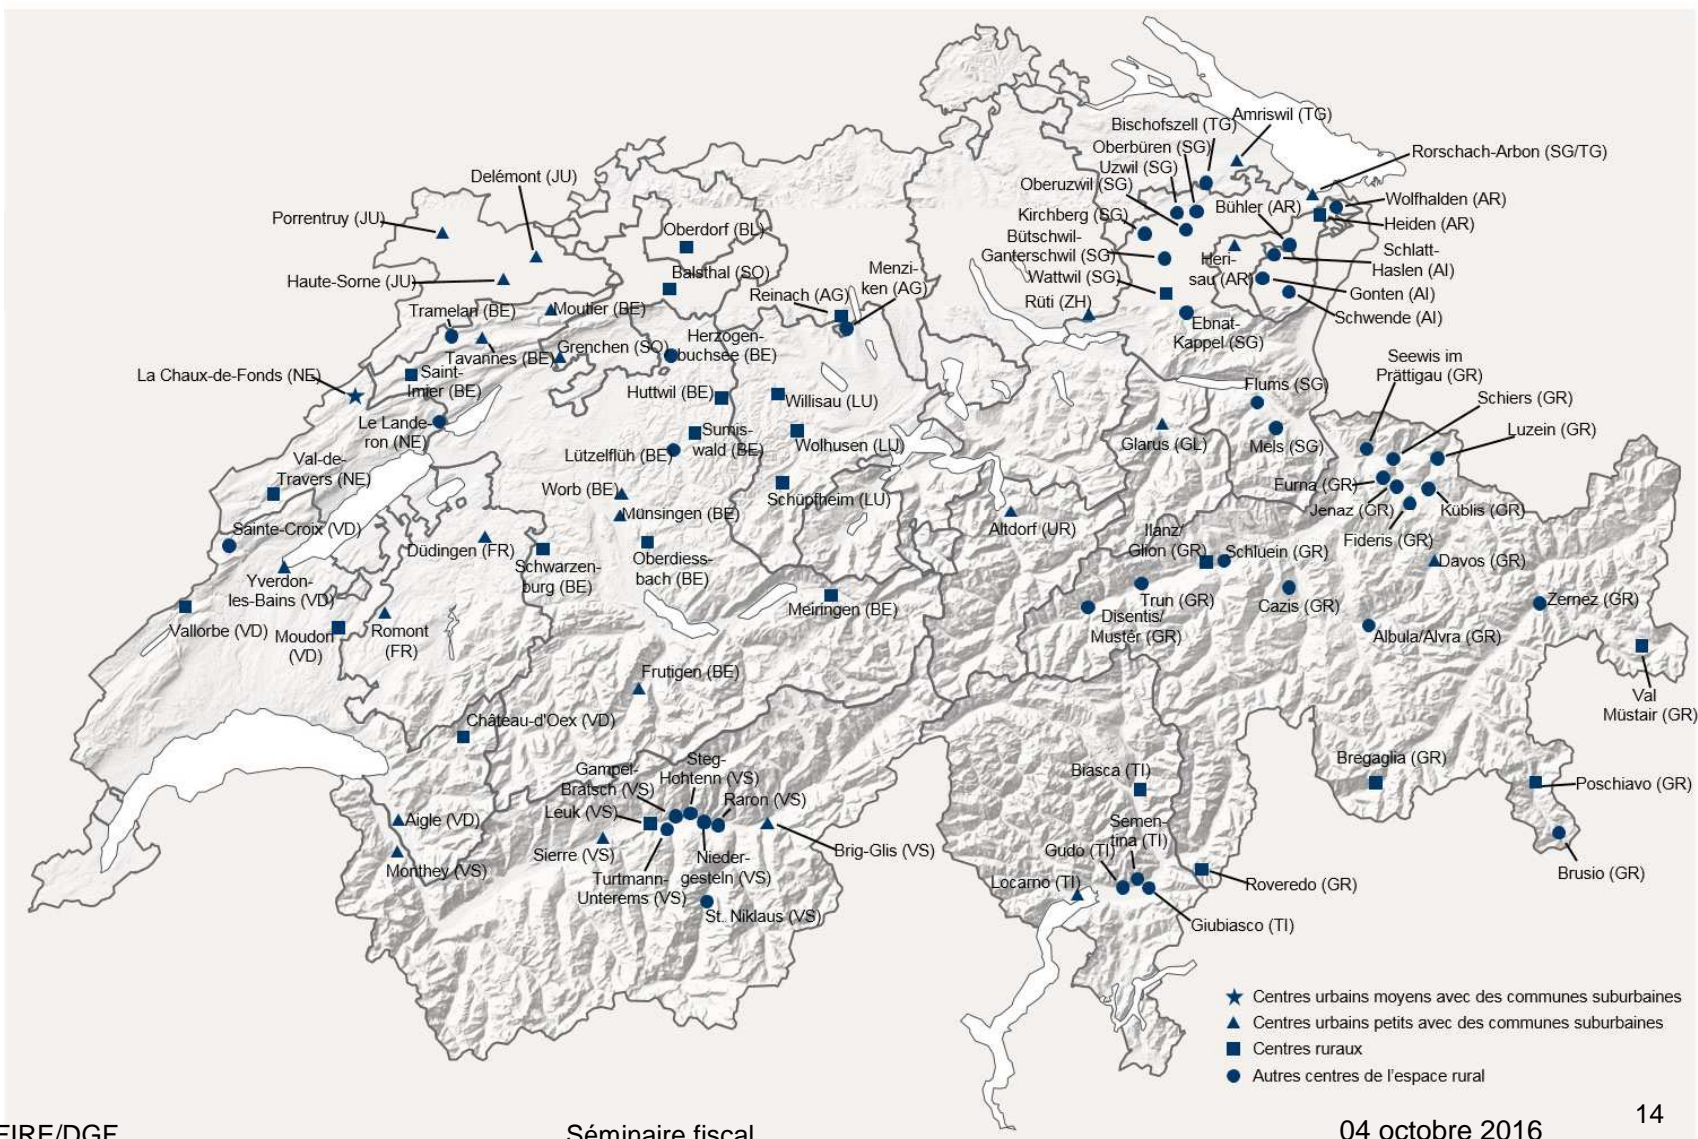 Amriswil (TG)
Bischofszell (TG)
Oberbüren (SG)
Uzwil (SG)
Oberuzwil (SG)
Rorschach-Arbon (SG/TG)
Wolfhalden (AR)
Heiden (AR)
Bühler (AR)
Kirchberg (SG)
Bütschwil-
Ganterschwil (SG)
Wattwil (SG)
Heri-
sau (AR)
Schlatt-
Haslen (AI)
Gonten (AI)
Schwende (AI)
Rüti (ZH)
Ebnat-
Kappel (SG)
Delémont (JU)
Porrentruy (JU)
Haute-Sorne (JU)
Oberdorf (BL)
Balsthal (SO)
Reinach (AG)
Menzi-
ken (AG)
Tramelan (BE)
Moutier (BE)
Tavannes (BE)
Grenchen (SO)
Herzogen-
buchsee (BE)
La Chaux-de-Fonds (NE)
Saint-
Imier (BE)
Huttwil (BE)
Willisau (LU)
Le Lande-
ron (NE)
Sumis-
wald (BE)
Wolhusen (LU)
Lützelflüh (BE)
Val-de-
Travers (NE)
Worb (BE)
Schüpfheim (LU)
Münsingen (BE)
Sainte-Croix (VD)
Düdingen (FR)
Schwarzen-
burg (BE)
Oberdiess-
bach (BE)
Yverdon-
les-Bains (VD)
Vallorbe (VD)
Moudon
(VD)
Romont
(FR)
Meiringen (BE)
Frutigen (BE)
Château-d'Oex (VD)
Flums (SG)
Glarus (GL)
Mels (SG)
Seewis im
Prättigau (GR)
Schiers (GR)
Luzein (GR)
Furna (GR)
Jenaz (GR)
Küblis (GR)
Fideris (GR)
Davos (GR)
Altdorf (UR)
Ilanz/
Glion (GR)
Schluein (GR)
Trun (GR)
Disentis/
Mustér (GR)
Cazis (GR)
Albula/Alvra (GR)
Zernez (GR)
Val
Müstair (GR)
Bregaglia (GR)
Poschiavo (GR)
Brusio (GR)
Steg-
Hohtenn (VS)
Gampel-
Bratsch (VS)
Raron (VS)
Leuk (VS)
Aigle (VD)
Monthey (VS)
Sierre (VS)
Turtmann-
Unterems (VS)
Nieder-
gesteln (VS)
Brig-Glis (VS)
St. Niklaus (VS)
Biasca (TI)
Semen-
tina (TI)
Gudo (TI)
Locarno (TI)
Roveredo (GR)
Giubiasco (TI)
Centres urbains moyens avec des communes suburbaines
Centres urbains petits avec des communes suburbaines
Centres ruraux
Autres centres de l'espace rural
14
Séminaire fiscal
04 octobre 2016